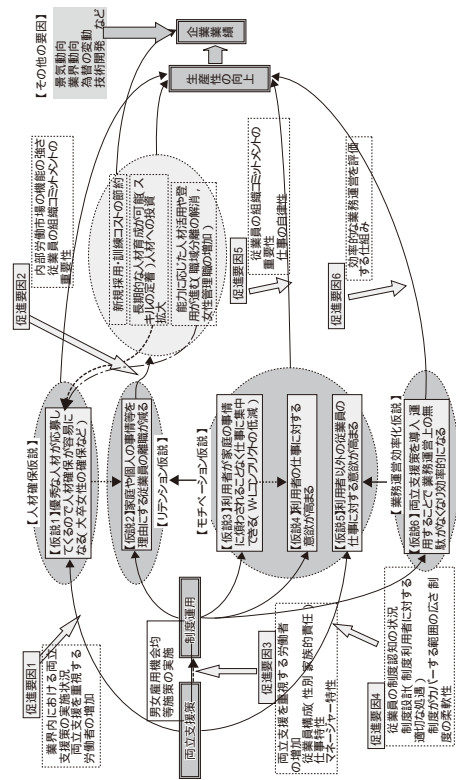 【その他の要因】
景気動向
業界動向
為替の変動
技術開発 など
企業業績
生産性の向上
内部労働市場の機能の強さ
従業員の組織コミットメントの
重要性
促進要因2
新規採用・訓練コストの節約
長期的な人材育成が可能(ス
キルの定着)人材への投資
拡大
能力に応じた人材活用や登
用が進む(職域分離の解消,
女性管理職の増加)
促進要因5
従業員の組織コミットメントの
重要性
仕事の自律性
促進要因6
効率的な業務運営を評価
する仕組み
【人材確保仮説】
【仮説1】優秀な人材が応募し
てくるので人材確保が容易に
なる(大卒女性の確保など)
【仮説2】家庭や個人の事情等を
理由にする従業員の離職が減る
【リテンション仮説】
【モチベーション仮説】
【仮説3】利用者が家庭の事情
に煩わされることなく仕事に集中
できる(W-Lコンフリクトの低減)
【仮説4】利用者の仕事に対する
意欲が高まる
【仮説5】利用者以外の従業員の
仕事に対する意欲が高まる
【業務運営効率化仮説】
【仮説6】両立支援を導入・運
用することで業務運営上の無
駄がなくなり効率的になる
促進要因1
業界内における両立
支援策の実施状況
両立支援を重視する
労働者の増加
男女雇用機会均
等施策の実施
両立支援策
制度運用
促進要因3
両立支援を重視する労働者
の増加
従業員構成(性別・家族的責任)
仕事特性
マネージャー特性
促進要因4
従業員の制度認知の状況
制度設計(制度利用者に対する
適切な処遇)
制度がカバーする範囲の広さ・制
度の柔軟性